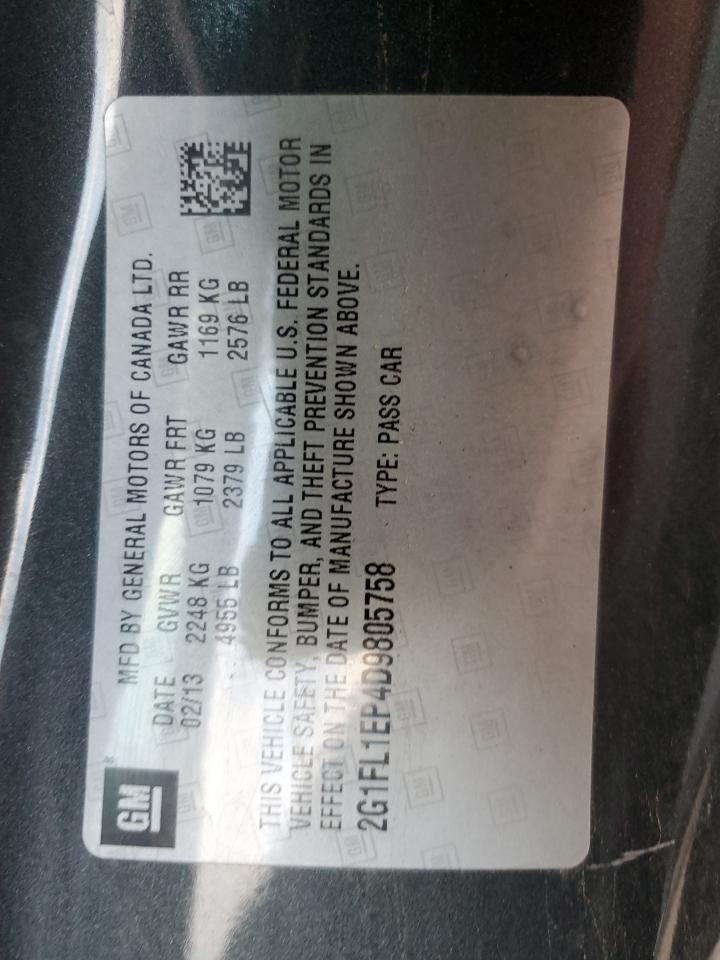 GM
MFD BY GENERAL MOTORS OF CANADA LTD.
DATE GVWR GAWR FRT GAWR RR
02/13 2248 KG 1079 KG 1169 KG
4955 LB 2379 LB 2576 LB
THIS VEHICLE CONFORMS TO ALL APPLICABLE U.S. FEDERAL MOTOR
VEHICLE SAFETY, BUMPER, AND THEFT PREVENTION STANDARDS IN
EFFECT ON THE DATE OF MANUFACTURE SHOWN ABOVE.
2G1FL1EP4D9805758 TYPE: PASS CAR